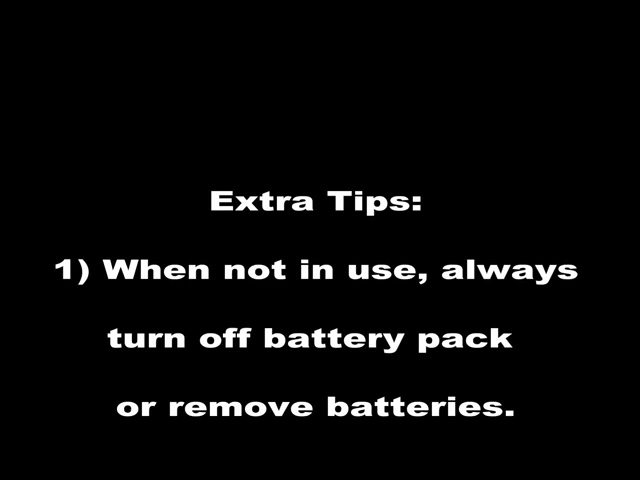 Extra Tips:
1) When not in use, always
turn off battery pack
or remove batteries.